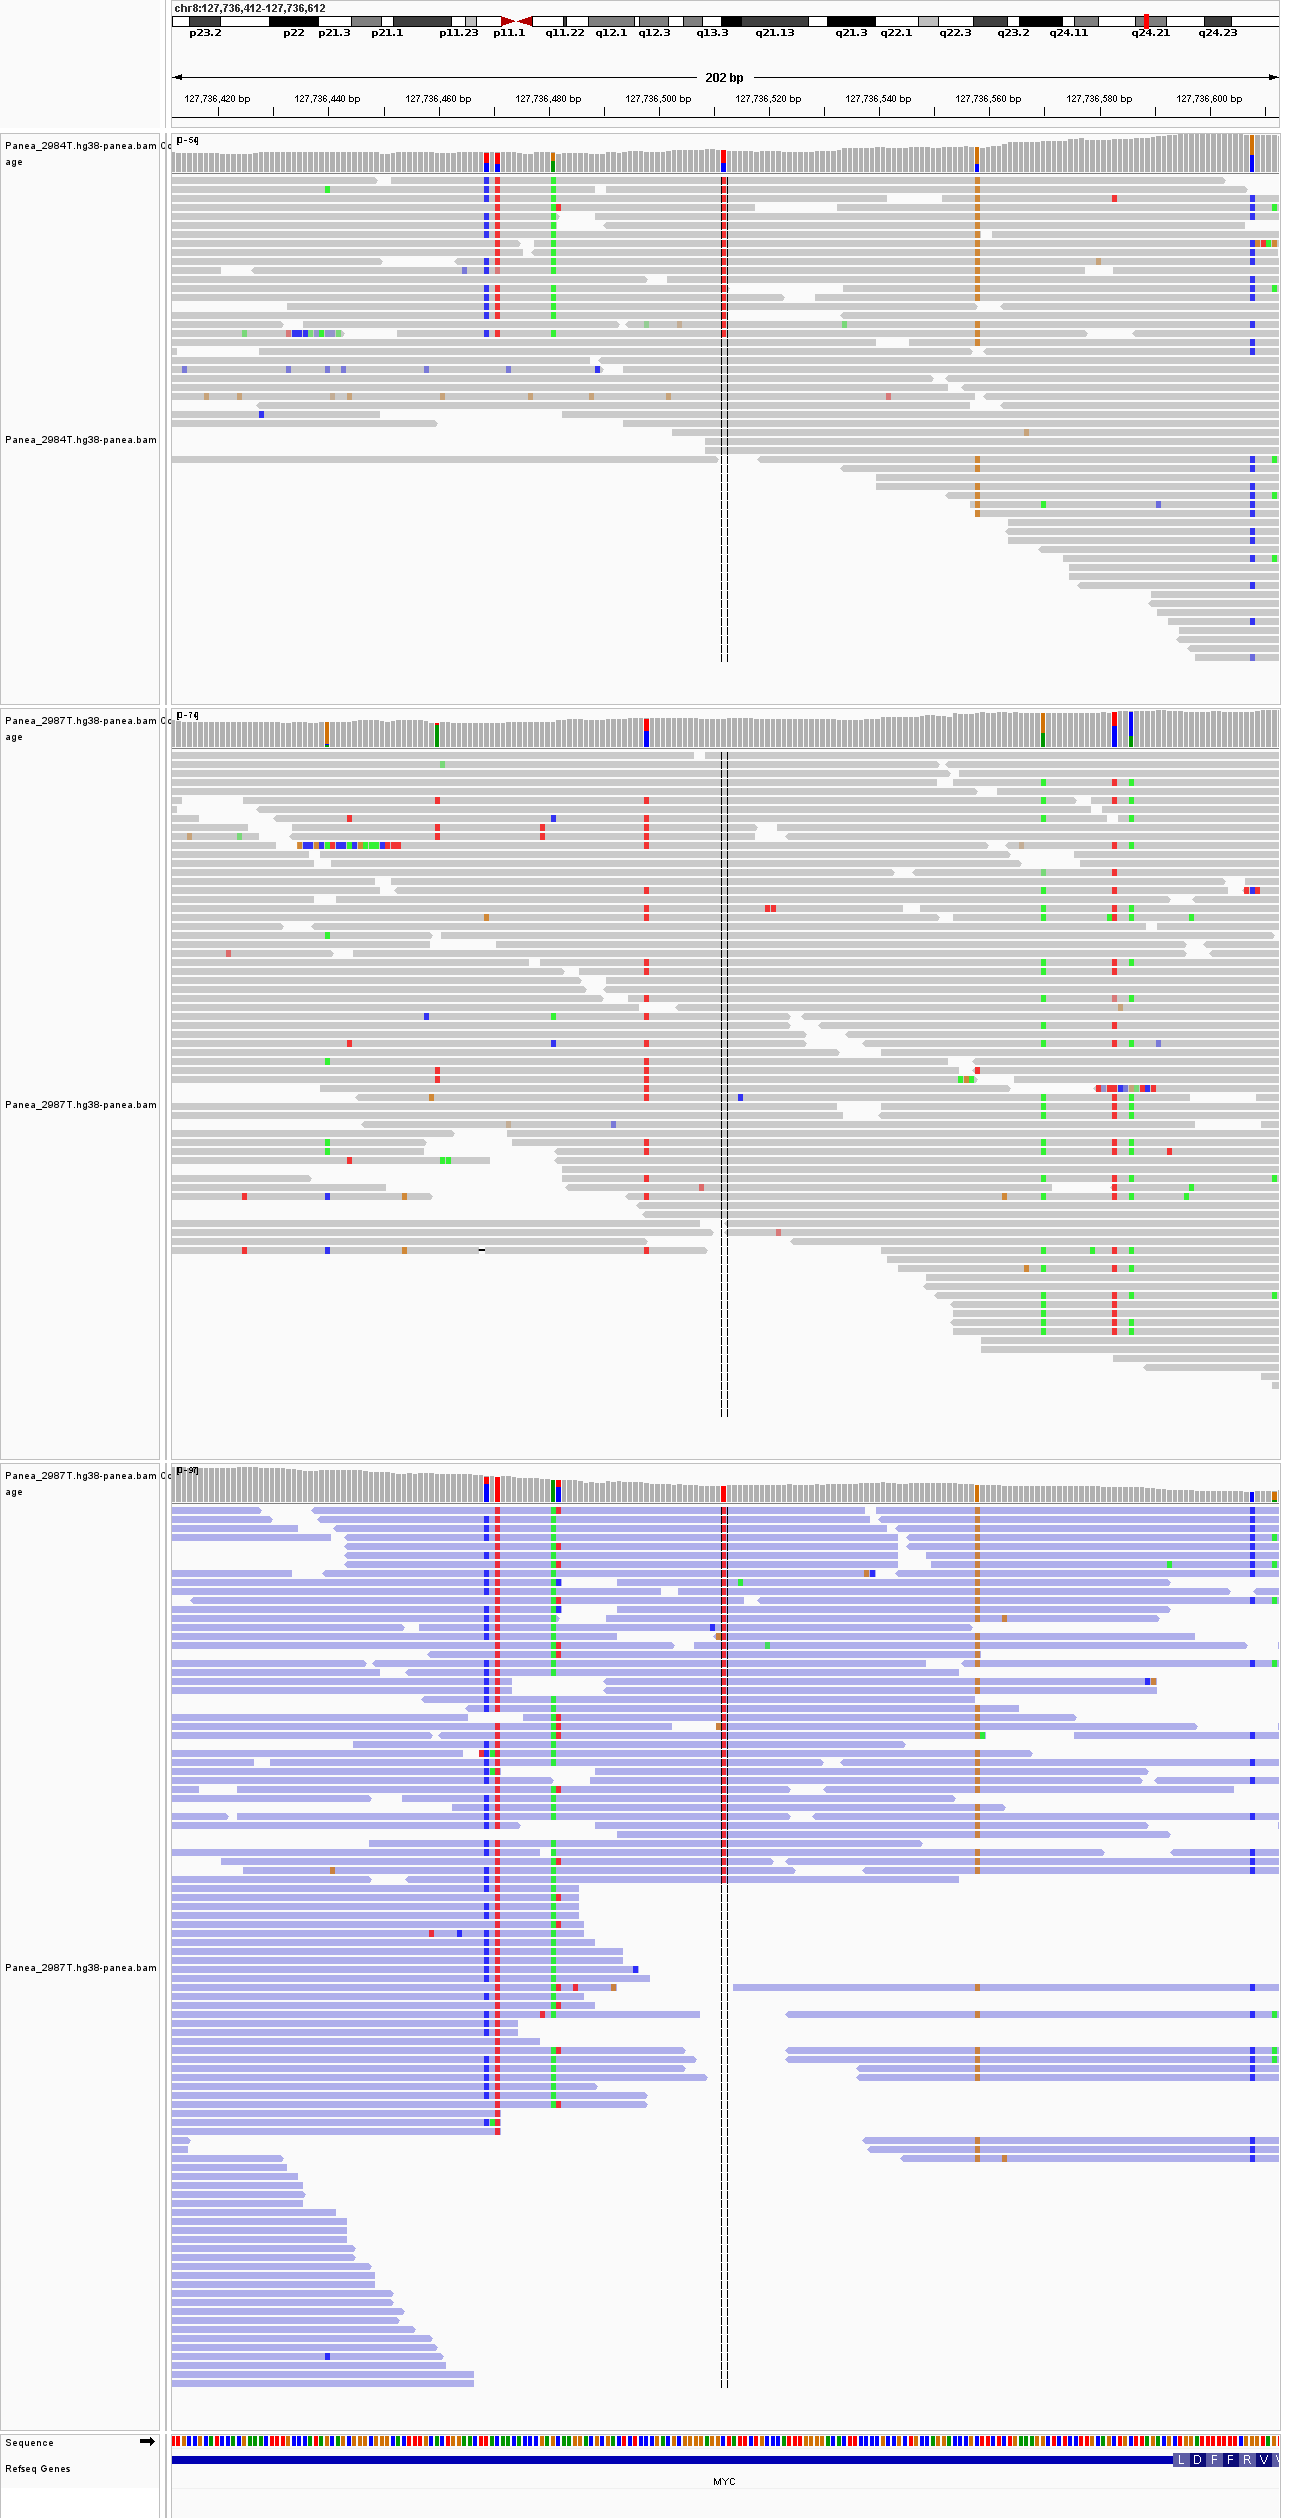 chr8:127,736,412-127,736,612
p23.2 p22 p21.3 p21.1 p11.23 p11.1 q11.22 q12.1 q12.3 q13.3 q21.13 q21.3 q22.1 q22.3 q23.2 q24.11 q24.21 q24.23
202 bp
127,736,420 bp 127,736,440 bp 127,736,460 bp 127,736,480 bp 127,736,500 bp 127,736,520 bp 127,736,540 bp 127,736,560 bp 127,736,580 bp 127,736,600 bp
Panea_2984T.hg38-panea.bam Co
age
[0-54]
Panea_2984T.hg38-panea.bam
Panea_2987T.hg38-panea.bam Co
age
Panea_2987T.hg38-panea.bam
Panea_2987T.hg38-panea.bam Co
age
[0-97]
Panea_2987T.hg38-panea.bam
Sequence
Refseq Genes
L D F F R V
MYC